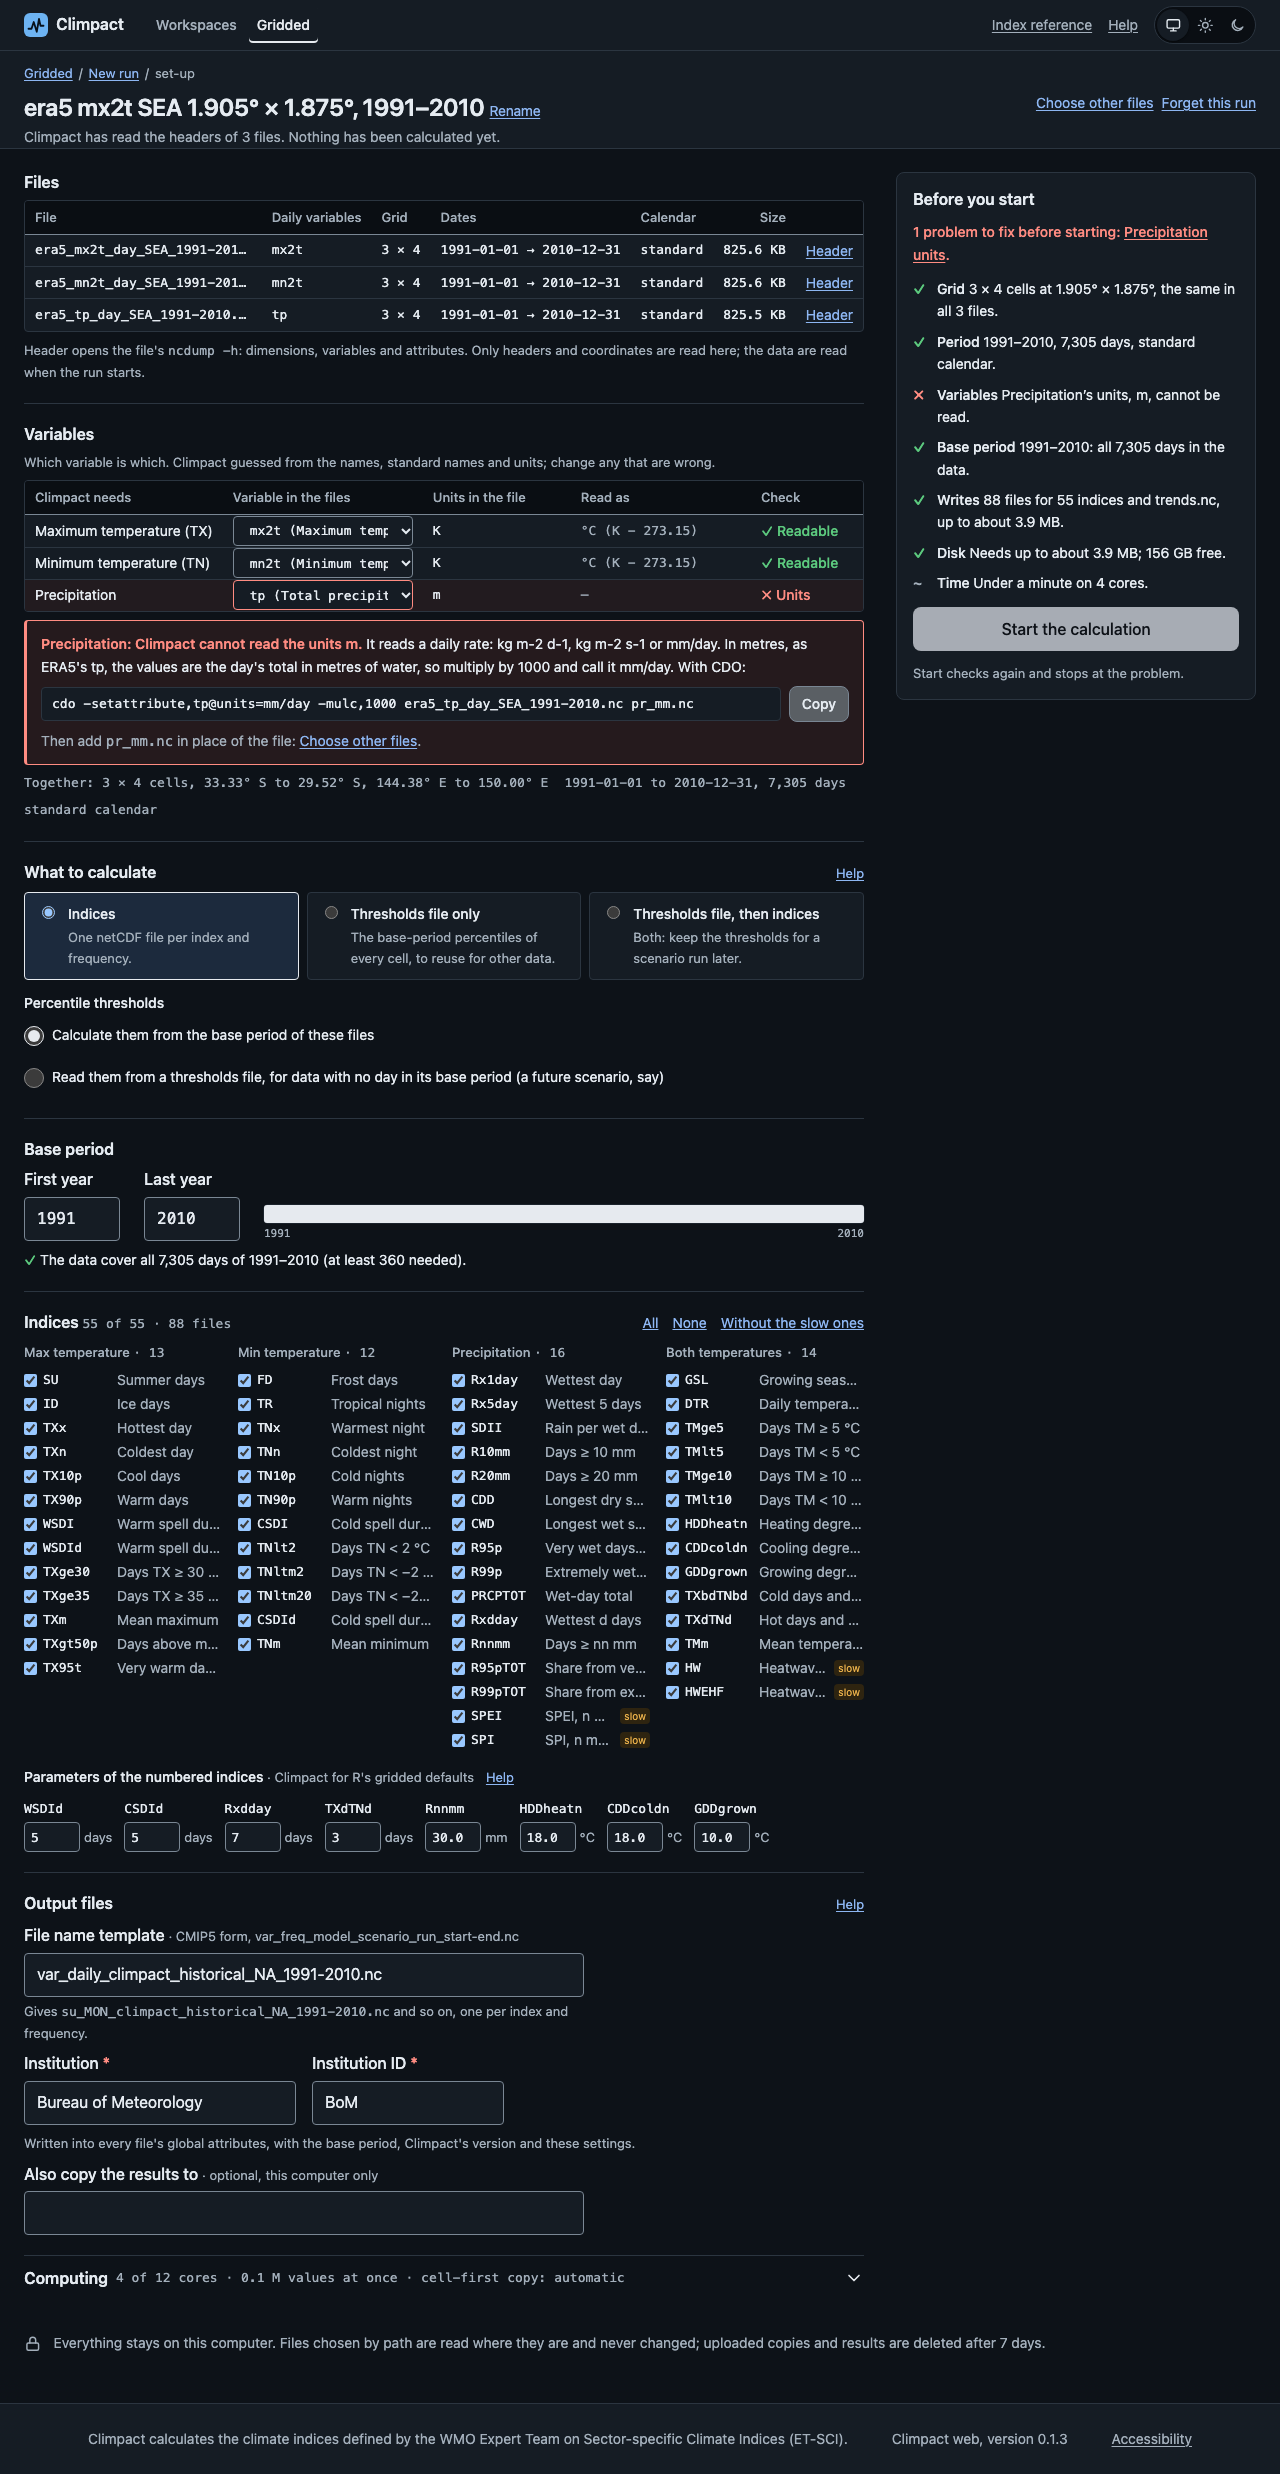 Climpact
Workspaces
Gridded
Index reference
Help
Gridded / New run / set-up
era5 mx2t SEA 1.905° × 1.875°, 1991–2010 Rename
Choose other files
Forget this run
Climpact has read the headers of 3 files. Nothing has been calculated yet.
Files
File Daily variables Grid Dates Calendar Size
era5_mx2t_day_SEA_1991-201… mx2t 3 × 4 1991-01-01 → 2010-12-31 standard 825.6 KB Header
era5_mn2t_day_SEA_1991-201… mn2t 3 × 4 1991-01-01 → 2010-12-31 standard 825.6 KB Header
era5_tp_day_SEA_1991-2010.… tp 3 × 4 1991-01-01 → 2010-12-31 standard 825.5 KB Header
Header opens the file's ncdump -h: dimensions, variables and attributes. Only headers and coordinates are read here; the data are read
when the run starts.
Variables
Which variable is which. Climpact guessed from the names, standard names and units; change any that are wrong.
Climpact needs Variable in the files Units in the file Read as Check
Maximum temperature (TX) mx2t (Maximum temp K °C (K − 273.15) ✓ Readable
Minimum temperature (TN) mn2t (Minimum temp K °C (K − 273.15) ✓ Readable
Precipitation tp (Total precipit m — ✕ Units
Precipitation: Climpact cannot read the units m. It reads a daily rate: kg m-2 d-1, kg m-2 s-1 or mm/day. In metres, as
ERA5's tp, the values are the day's total in metres of water, so multiply by 1000 and call it mm/day. With CDO:
cdo -setattribute,tp@units=mm/day -mulc,1000 era5_tp_day_SEA_1991-2010.nc pr_mm.nc
Copy
Then add pr_mm.nc in place of the file: Choose other files.
Together: 3 × 4 cells, 33.33° S to 29.52° S, 144.38° E to 150.00° E 1991-01-01 to 2010-12-31, 7,305 days
standard calendar
What to calculate
Help
Indices
One netCDF file per index and
frequency.
Thresholds file only
The base-period percentiles of
every cell, to reuse for other data.
Thresholds file, then indices
Both: keep the thresholds for a
scenario run later.
Percentile thresholds
Calculate them from the base period of these files
Read them from a thresholds file, for data with no day in its base period (a future scenario, say)
Base period
First year
Last year
1991
2010
1991
2010
✓ The data cover all 7,305 days of 1991–2010 (at least 360 needed).
Indices 55 of 55 · 88 files
All
None
Without the slow ones
Max temperature · 13
SU Summer days
ID Ice days
TXx Hottest day
TXn Coldest day
TX10p Cool days
TX90p Warm days
WSDI Warm spell du…
WSDId Warm spell du…
TXge30 Days TX ≥ 30 …
TXge35 Days TX ≥ 35 …
TXm Mean maximum
TXgt50p Days above m…
TX95t Very warm da…
Min temperature · 12
FD Frost days
TR Tropical nights
TNx Warmest night
TNn Coldest night
TN10p Cold nights
TN90p Warm nights
CSDI Cold spell dur…
TNlt2 Days TN < 2 °C
TNltm2 Days TN < −2 …
TNltm20 Days TN < −2…
CSDId Cold spell dur…
TNm Mean minimum
Precipitation · 16
Rx1day Wettest day
Rx5day Wettest 5 days
SDII Rain per wet d…
R10mm Days ≥ 10 mm
R20mm Days ≥ 20 mm
CDD Longest dry s…
CWD Longest wet s…
R95p Very wet days…
R99p Extremely wet…
PRCPTOT Wet-day total
Rxdday Wettest d days
Rnnmm Days ≥ nn mm
R95pTOT Share from ve…
R99pTOT Share from ex…
SPEI SPEI, n … slow
SPI SPI, n m… slow
Both temperatures · 14
GSL Growing seas…
DTR Daily tempera…
TMge5 Days TM ≥ 5 °C
TMlt5 Days TM < 5 °C
TMge10 Days TM ≥ 10 …
TMlt10 Days TM < 10 …
HDDheatn Heating degre…
CDDcoldn Cooling degre…
GDDgrown Growing degr…
TXbdTNbd Cold days and…
TXdTNd Hot days and …
TMm Mean tempera…
HW Heatwav… slow
HWEHF Heatwav… slow
Parameters of the numbered indices · Climpact for R's gridded defaults Help
WSDId CSDId Rxdday TXdTNd Rnnmm HDDheatn CDDcoldn GDDgrown
5 days 5 days 7 days 3 days 30.0 mm 18.0 °C 18.0 °C 10.0 °C
Output files
Help
File name template · CMIP5 form, var_freq_model_scenario_run_start-end.nc
var_daily_climpact_historical_NA_1991-2010.nc
Gives su_MON_climpact_historical_NA_1991-2010.nc and so on, one per index and
frequency.
Institution *
Institution ID *
Bureau of Meteorology
BoM
Written into every file's global attributes, with the base period, Climpact's version and these settings.
Also copy the results to · optional, this computer only
Computing 4 of 12 cores · 0.1 M values at once · cell-first copy: automatic
Before you start
1 problem to fix before starting: Precipitation
units.
✓ Grid 3 × 4 cells at 1.905° × 1.875°, the same in
all 3 files.
✓ Period 1991–2010, 7,305 days, standard
calendar.
✕ Variables Precipitation's units, m, cannot be
read.
✓ Base period 1991–2010: all 7,305 days in the
data.
✓ Writes 88 files for 55 indices and trends.nc,
up to about 3.9 MB.
✓ Disk Needs up to about 3.9 MB; 156 GB free.
~ Time Under a minute on 4 cores.
Start the calculation
Start checks again and stops at the problem.
Everything stays on this computer. Files chosen by path are read where they are and never changed; uploaded copies and results are deleted after 7 days.
Climpact calculates the climate indices defined by the WMO Expert Team on Sector-specific Climate Indices (ET-SCI).
Climpact web, version 0.1.3
Accessibility